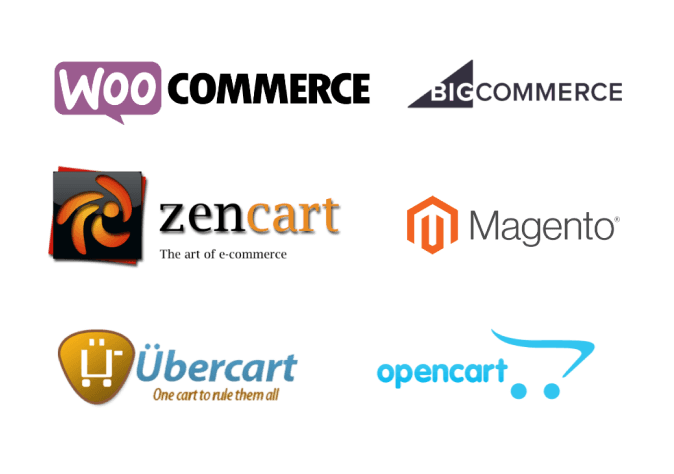 WOO COMMERCE
BIGCOMMERCE
zencart
The art of e-commerce
Magento®
Ü
Übercart
One cart to rule them all
opencart